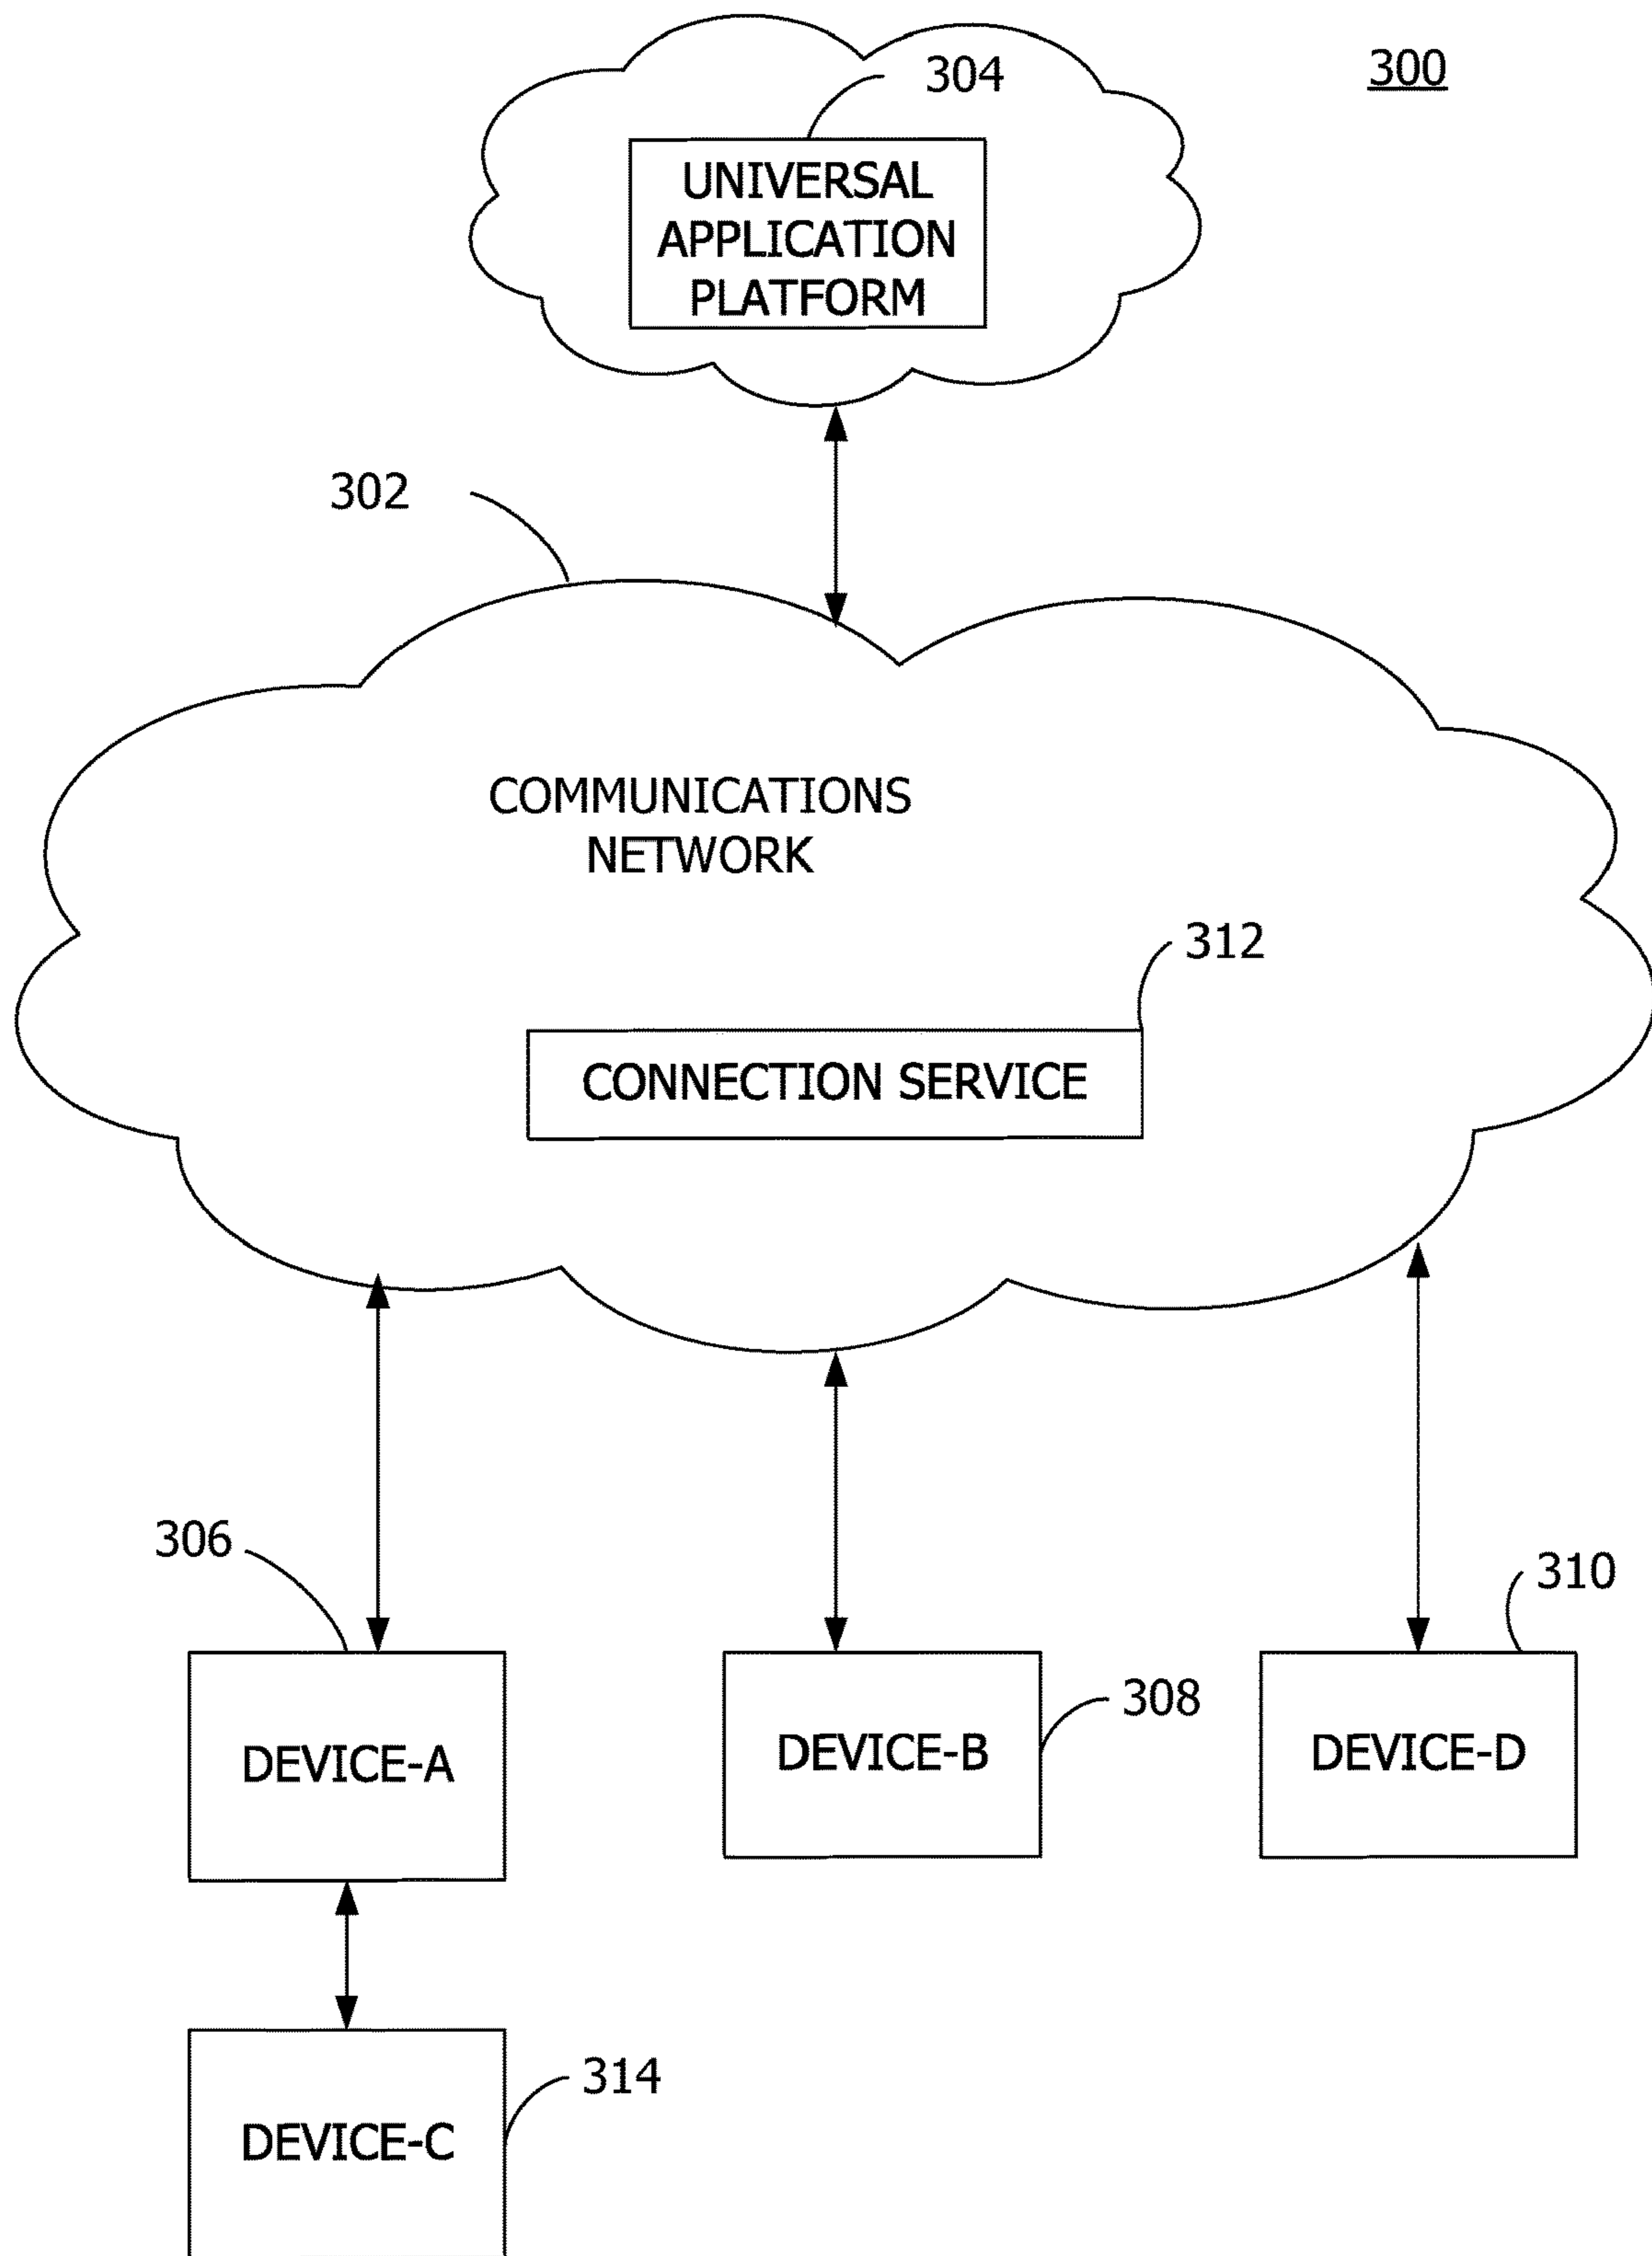 300
304
UNIVERSAL
APPLICATION
PLATFORM
302
COMMUNICATIONS
NETWORK
312
CONNECTION SERVICE
306
310
308
DEVICE-A
DEVICE-B
DEVICE-D
314
DEVICE-C